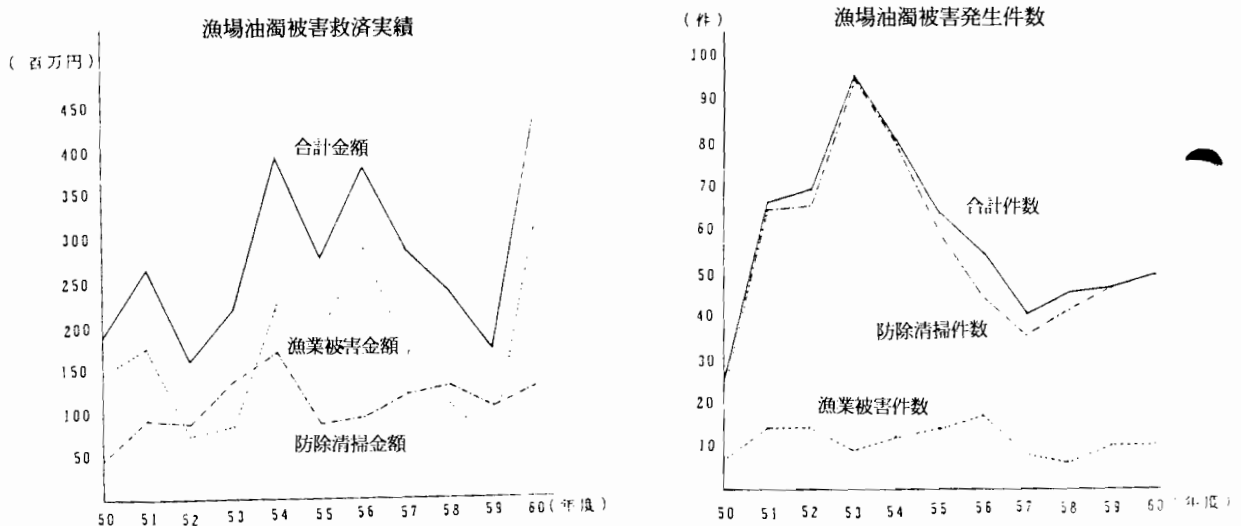 漁場油濁被害救済実績
(百万円)
450
400
350
300
250
200
150
100
50
合計金額
漁業被害金額
防除清掃金額
50 51 52 53 54 55 56 57 58 59 60 (年度)
漁場油濁被害発生件数
(件)
100
90
80
70
60
50
40
30
20
10
合計件数
防除清掃件数
漁業被害件数
50 51 52 53 54 55 56 57 58 59 60 (年度)